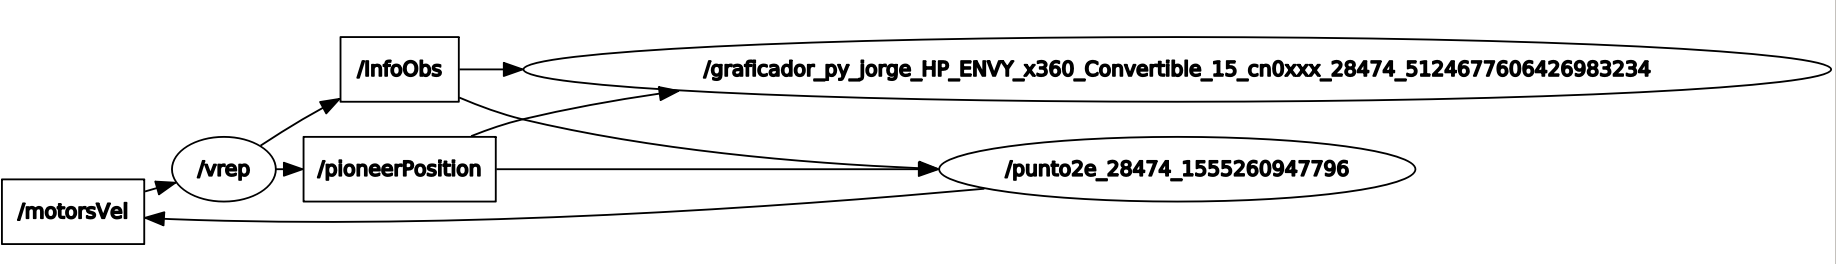 /InfoObs
/graficador_py_jorge_HP_ENVY_x360_Convertible_15_cn0xxx_28474_5124677606426983234
/vrep
/pioneerPosition
/punto2e_28474_1555260947796
/motorsVel